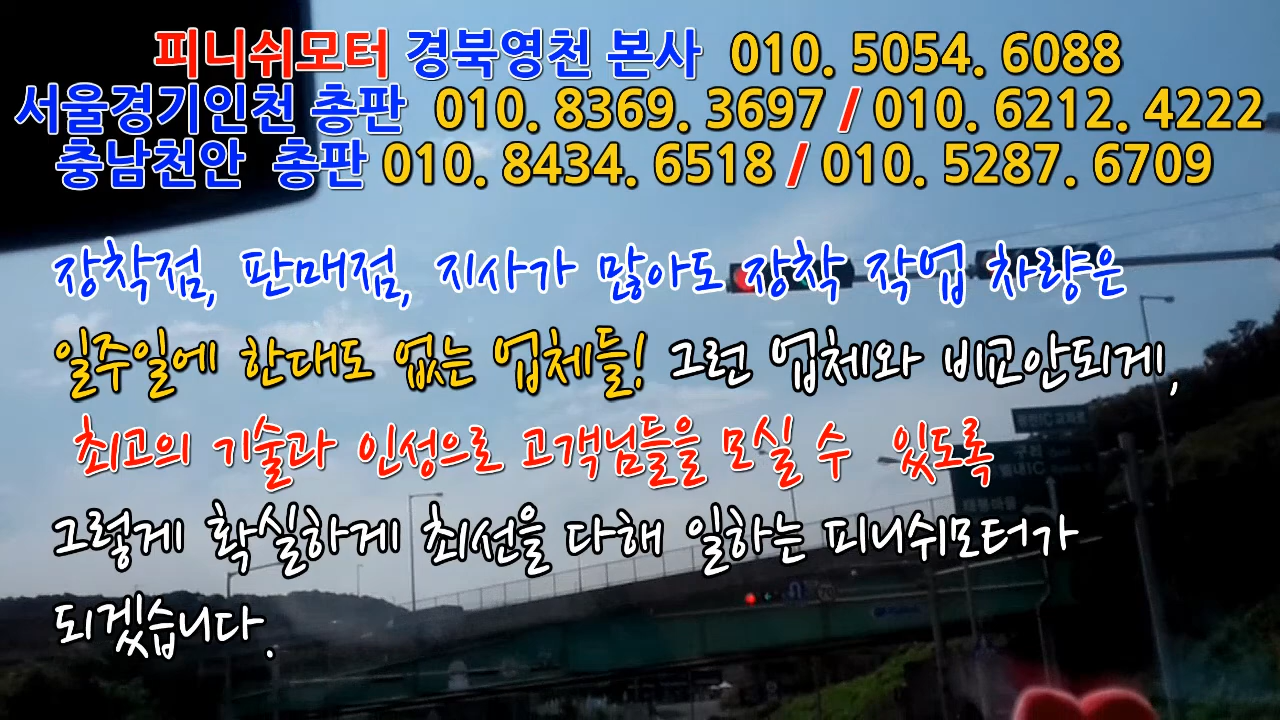 피니쉬모터 경북영천 본사 010. 5054. 6088
서울경기인천 총판 010. 8369. 3697 / 010. 6212. 4222
충남천안 총판 010. 8434. 6518 / 010. 5287. 6709
장착점, 판매점, 지사가 많아도 장착 작업 차량은
일주일에 한대도 없는 업체들! 그런 업체와 비교안되게,
최고의 기술과 인성으로 고객님들을 모실 수 있도록
그렇게 확실하게 최선을 다해 일하는 피니쉬모터가
되겠습니다.
구리
70